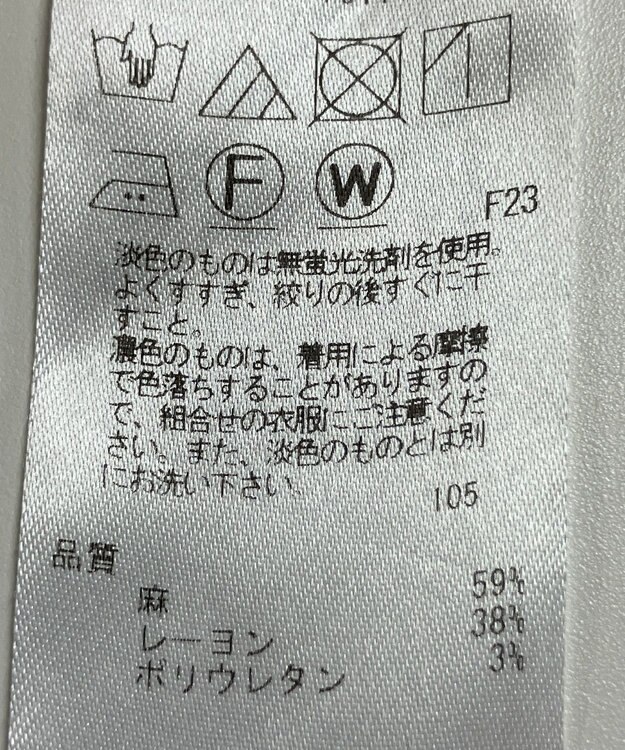 F
W
F23
淡色のものは無蛍光洗剤を使用。
よくすすぎ、絞りの後すぐに干
すこと。
濃色のものは、着用による摩擦
で色落ちすることがありますの
で、組合せの衣服にご注意くだ
さい。また、淡色のものとは別
にお洗い下さい。
105
品質
麻 59%
レーヨン 38%
ポリウレタン 3%